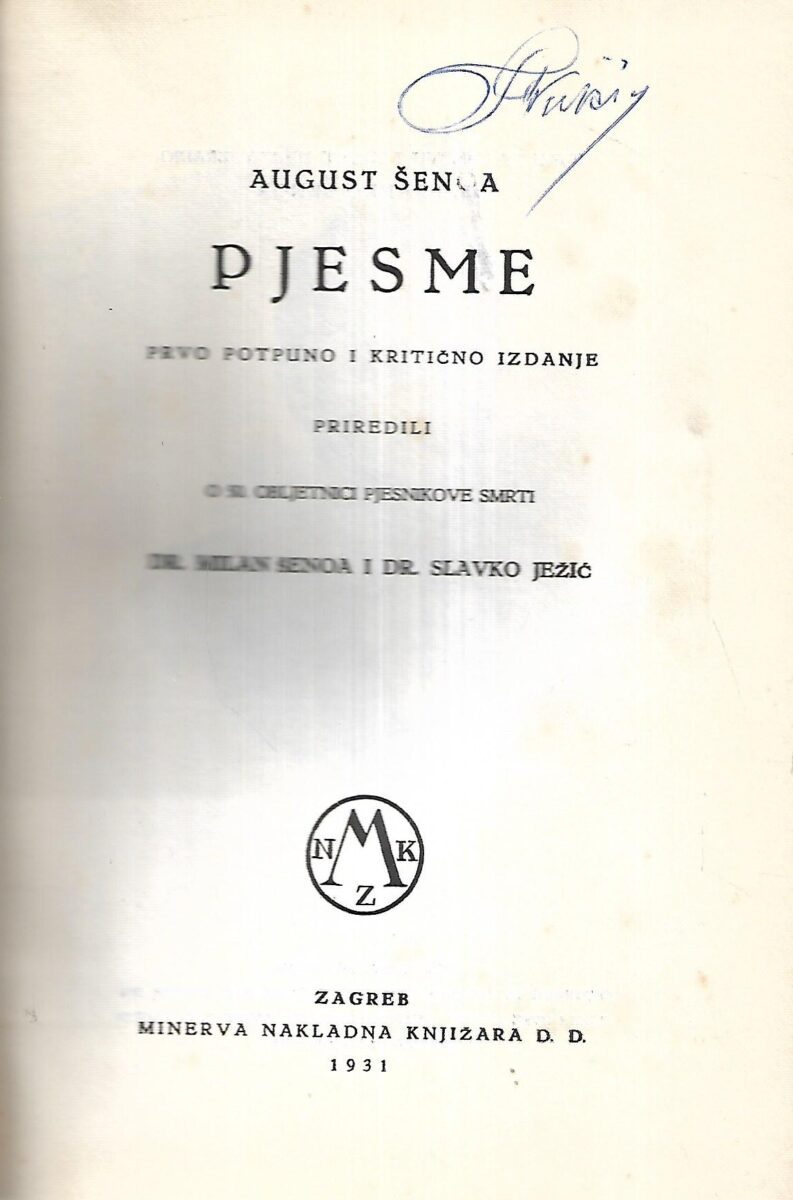 AUGUST ŠENOA
PJESME
PRVO POTPUNO I KRITIČNO IZDANJE
PRIREDILI
O 50. OBLJETNICI PJESNIKOVE SMRTI
DR. MILAN ŠENOA I DR. SLAVKO JEŽIĆ
N M K
Z
ZAGREB
MINERVA NAKLADNA KNJIŽARA D. D.
1931